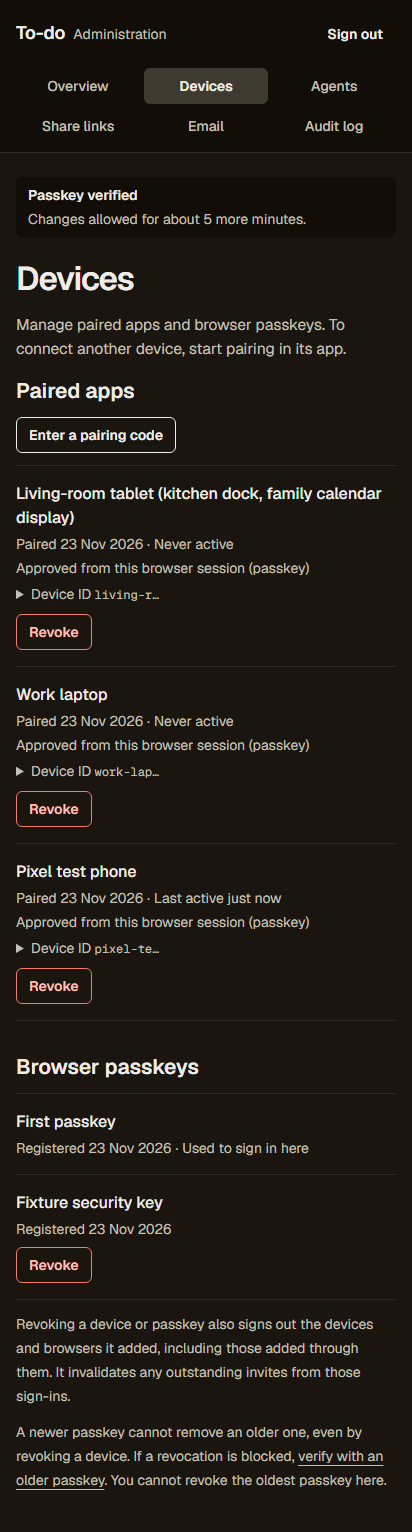 To-do Administration
Sign out
Overview
Devices
Agents
Share links
Email
Audit log
Passkey verified
Changes allowed for about 5 more minutes.
Devices
Manage paired apps and browser passkeys. To
connect another device, start pairing in its app.
Paired apps
Enter a pairing code
Living-room tablet (kitchen dock, family calendar
display)
Paired 23 Nov 2026 · Never active
Approved from this browser session (passkey)
Device ID living-r…
Revoke
Work laptop
Paired 23 Nov 2026 · Never active
Approved from this browser session (passkey)
Device ID work-lap…
Revoke
Pixel test phone
Paired 23 Nov 2026 · Last active just now
Approved from this browser session (passkey)
Device ID pixel-te…
Revoke
Browser passkeys
First passkey
Registered 23 Nov 2026 · Used to sign in here
Fixture security key
Registered 23 Nov 2026
Revoke
Revoking a device or passkey also signs out the devices
and browsers it added, including those added through
them. It invalidates any outstanding invites from those
sign-ins.
A newer passkey cannot remove an older one, even by
revoking a device. If a revocation is blocked, verify with an
older passkey. You cannot revoke the oldest passkey here.